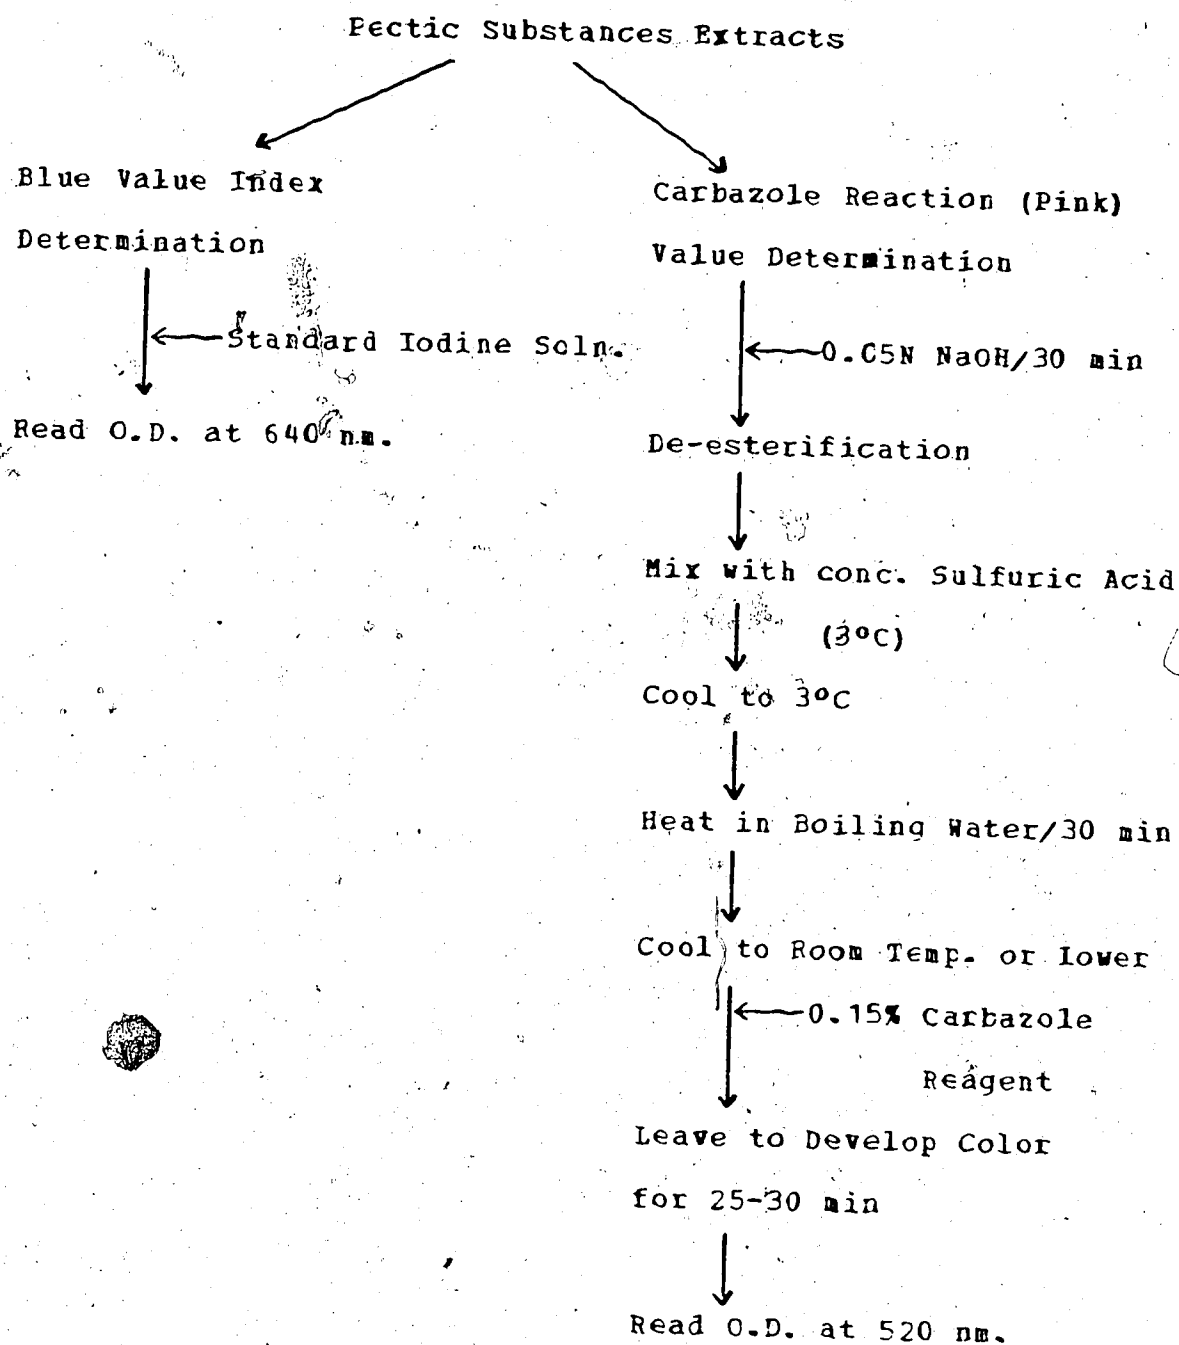 Pectic Substances Extracts
Blue Value Index
Determination
Standard Iodine Soln.
Read O.D. at 640 nm.
Carbazole Reaction (Pink)
Value Determination
0.05N NaOH/30 min
De-esterification
Mix with conc. Sulfuric Acid
(3°C)
Cool to 3°C
Heat in Boiling Water/30 min
Cool to Room Temp. or Lower
0.15% Carbazole
Reagent
Leave to Develop Color
for 25-30 min
Read O.D. at 520 nm.